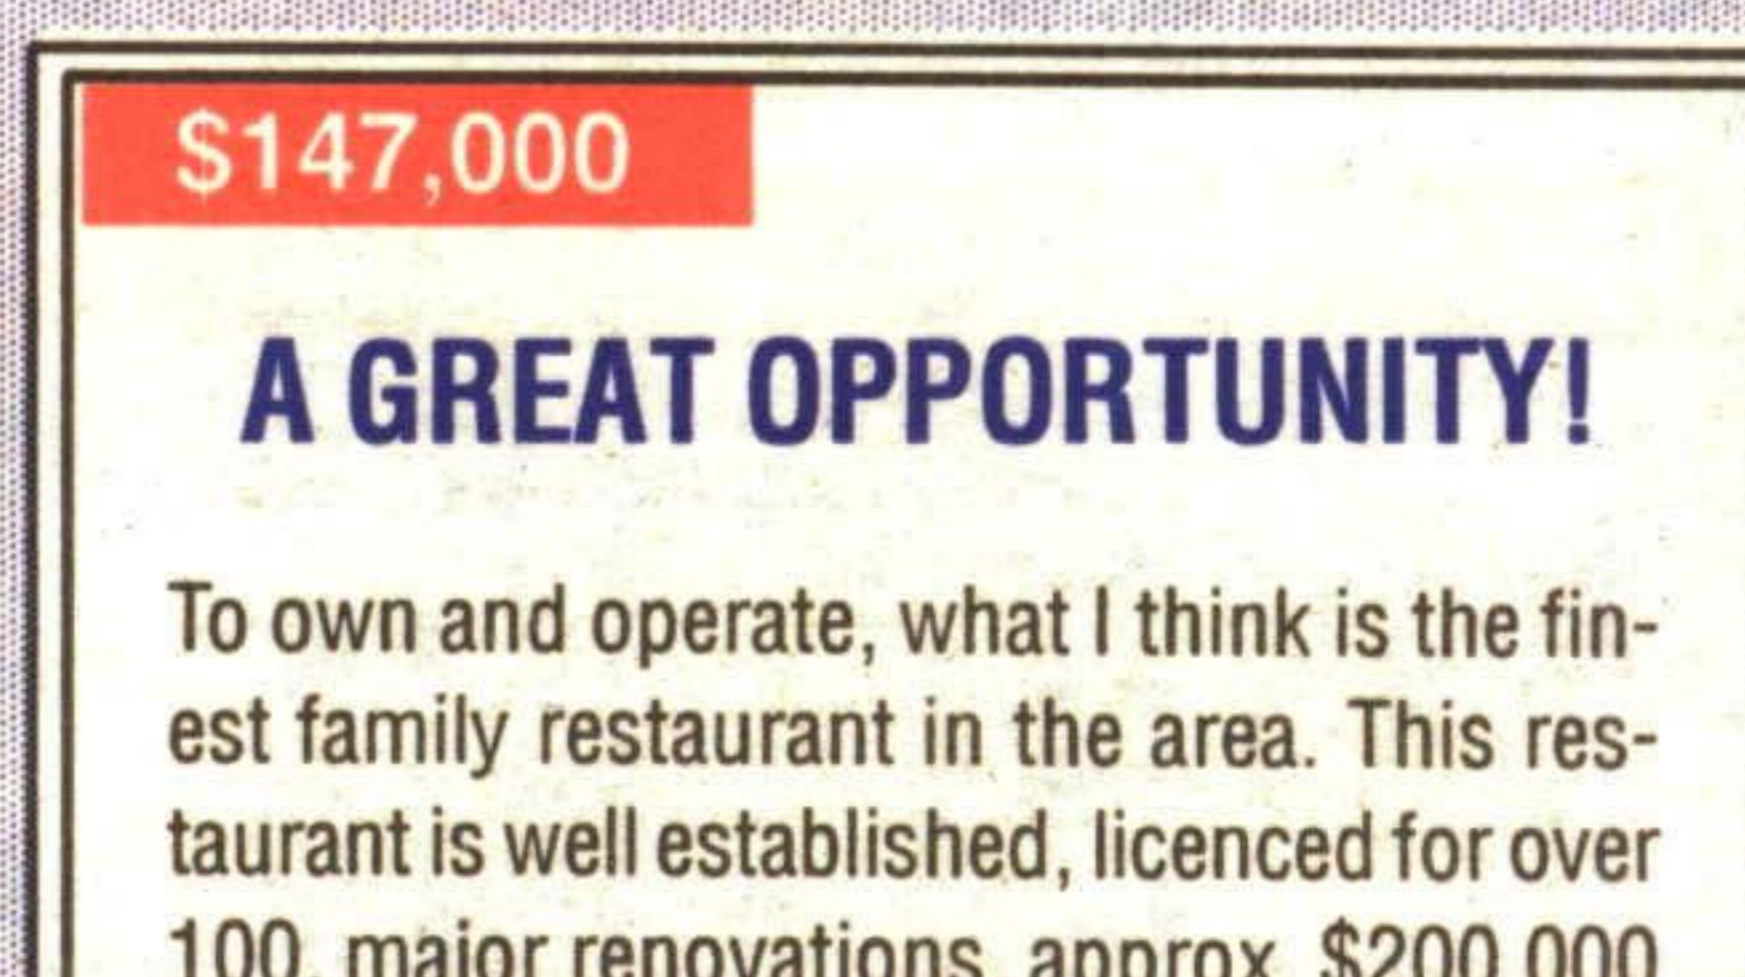 $147,000
A GREAT OPPORTUNITY!
To own and operate, what I think is the fin-
est family restaurant in the area. This res-
taurant is well established, licenced for over
100, major renovations, approx. $200,000